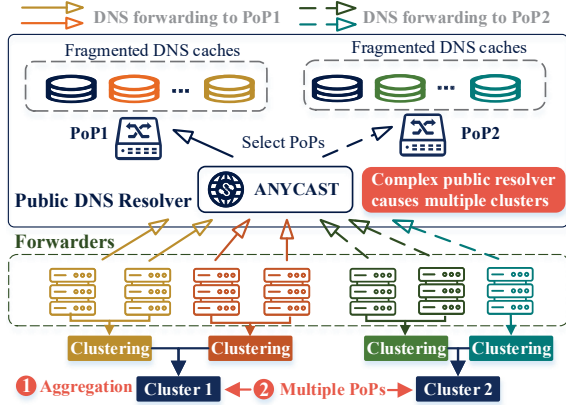 DNS forwarding to PoP1
DNS forwarding to PoP2
Fragmented DNS caches
Fragmented DNS caches
...
...
PoP1
PoP2
Select PoPs
ANYCAST
Public DNS Resolver
Complex public resolver
causes multiple clusters
Forwarders
Clustering
Clustering
Clustering
Clustering
1 Aggregation
Cluster 1
2 Multiple PoPs
Cluster 2